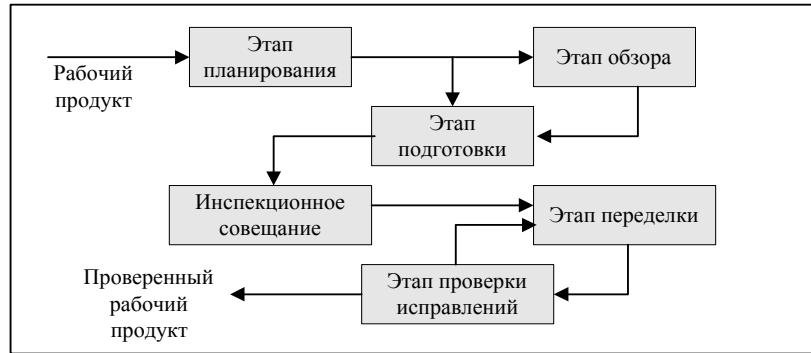 Рабочий
продукт
Этап
планирования
Этап обзора
Этап
подготовки
Инспекционное
совещание
Этап переделки
Этап проверки
исправлений
Проверенный
рабочий
продукт